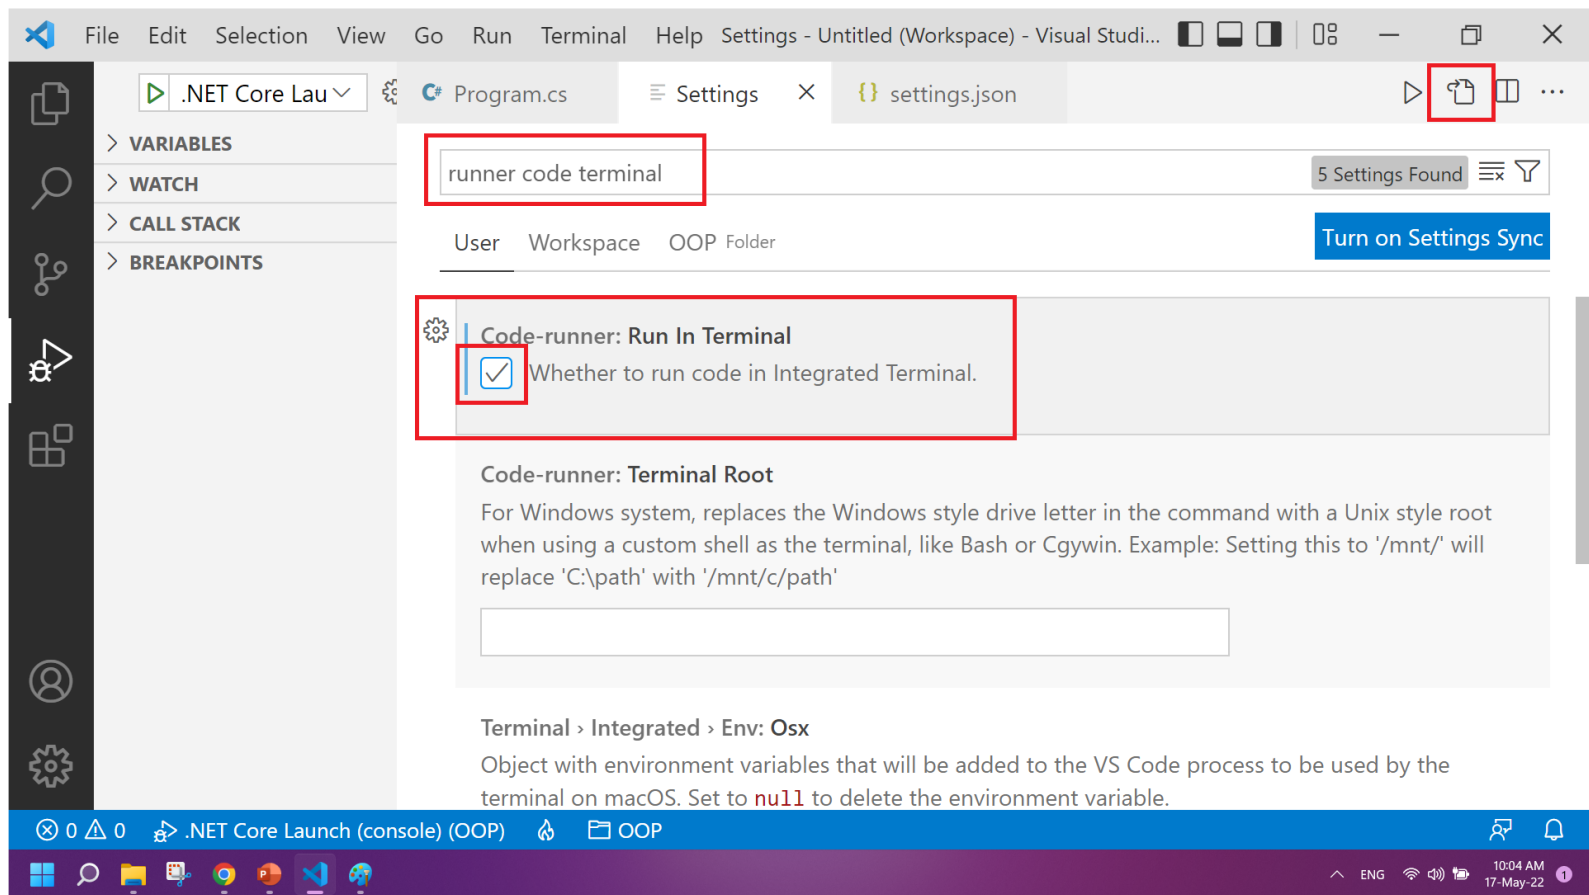 File Edit Selection View Go Run Terminal Help Settings - Untitled (Workspace) - Visual Studi...
.NET Core Lau
C# Program.cs
Settings
{} settings.json
VARIABLES
WATCH
CALL STACK
BREAKPOINTS
runner code terminal
5 Settings Found
User Workspace OOP Folder
Turn on Settings Sync
Code-runner: Run In Terminal
Whether to run code in Integrated Terminal.
Code-runner: Terminal Root
For Windows system, replaces the Windows style drive letter in the command with a Unix style root
when using a custom shell as the terminal, like Bash or Cgywin. Example: Setting this to '/mnt/' will
replace 'C:\path' with '/mnt/c/path'
Terminal › Integrated › Env: Osx
Object with environment variables that will be added to the VS Code process to be used by the
terminal on macOS. Set to null to delete the environment variable.
0 0 .NET Core Launch (console) (OOP) OOP
P
ENG
10:04 AM
17-May-22
1